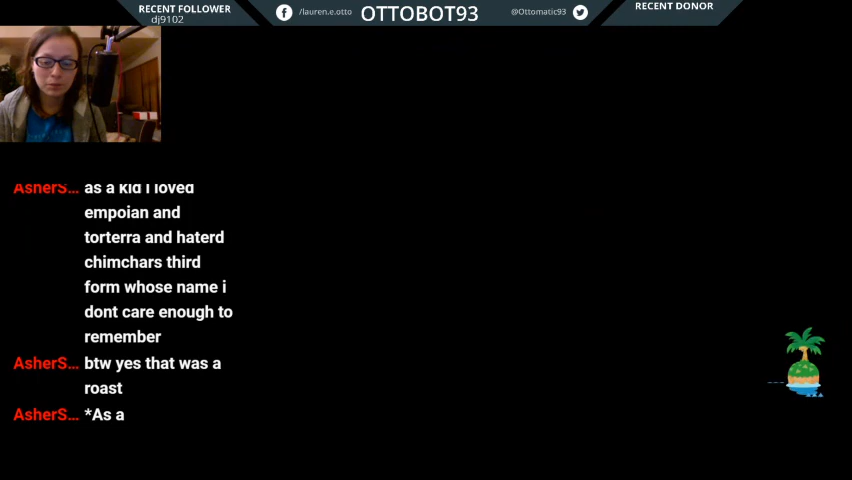 RECENT FOLLOWER
dj9102
/lauren.e.otto
OTTOBOT93
@Ottomatic93
RECENT DONOR
AsherS... as a kid i loved
empoian and
torterra and haterd
chimchars third
form whose name i
dont care enough to
remember
AsherS... btw yes that was a
roast
AsherS... *As a